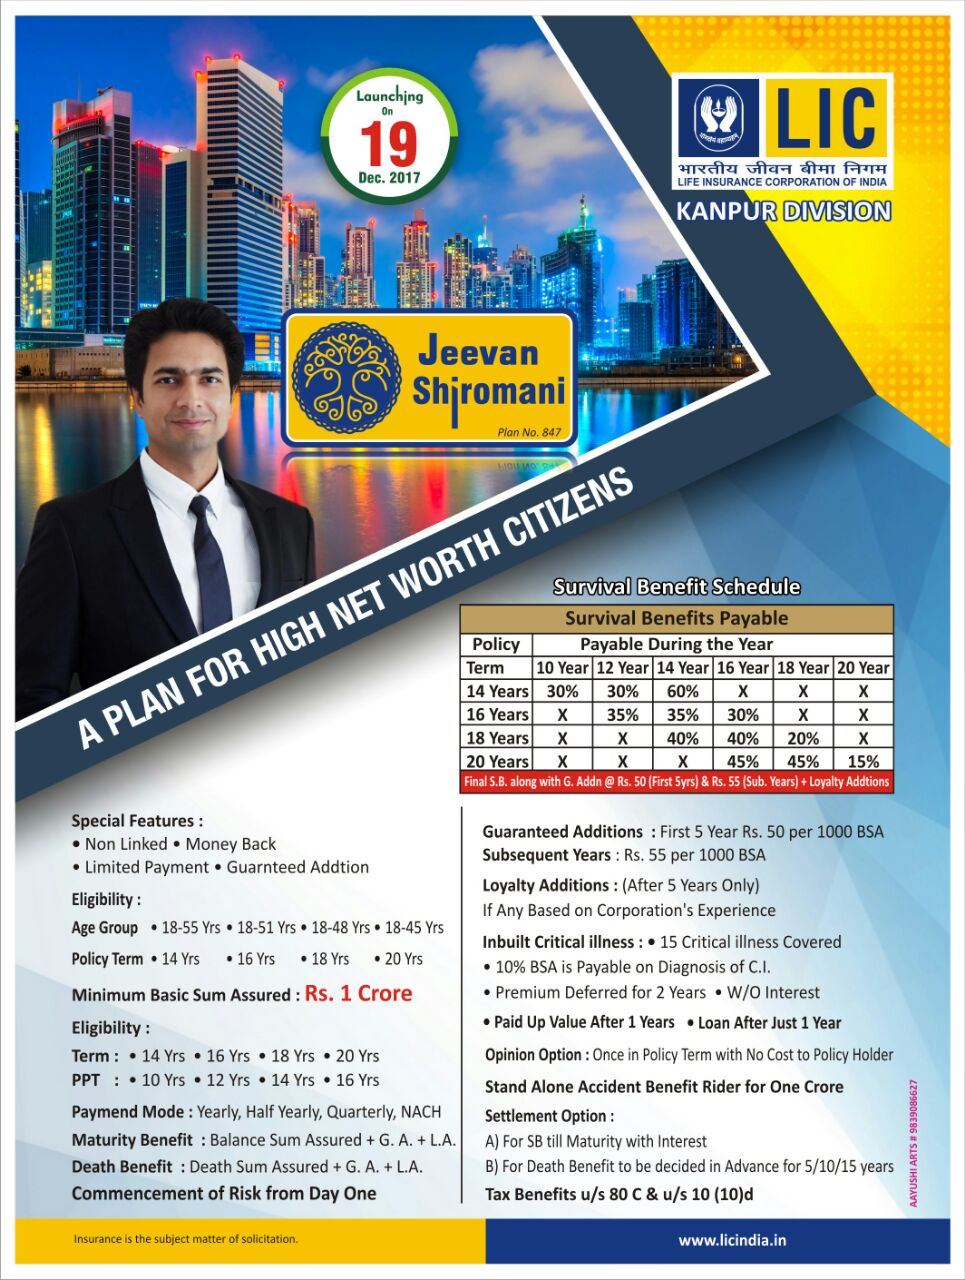 Launching
On
19
Dec. 2017
LIC
भारतीय जीवन बीमा निगम
LIFE INSURANCE CORPORATION OF INDIA
KANPUR DIVISION
Jeevan
Shiromani
Plan No. 847
A PLAN FOR HIGH NET WORTH CITIZENS
Survival Benefit Schedule
Survival Benefits Payable
Policy Payable During the Year
Term 10 Year 12 Year 14 Year 16 Year 18 Year 20 Year
14 Years 30% 30% 60% X X X
16 Years X 35% 35% 30% X X
18 Years X X 40% 40% 20% X
20 Years X X X 45% 45% 15%
Final S.B. along with G. Addn @ Rs. 50 (First 5yrs) & Rs. 55 (Sub. Years) + Loyalty Addtions
Special Features :
• Non Linked • Money Back
• Limited Payment • Guarnteed Addtion
Eligibility :
Age Group • 18-55 Yrs • 18-51 Yrs • 18-48 Yrs • 18-45 Yrs
Policy Term • 14 Yrs • 16 Yrs • 18 Yrs • 20 Yrs
Minimum Basic Sum Assured : Rs. 1 Crore
Eligibility :
Term : • 14 Yrs • 16 Yrs • 18 Yrs • 20 Yrs
PPT : • 10 Yrs • 12 Yrs • 14 Yrs • 16 Yrs
Paymend Mode : Yearly, Half Yearly, Quarterly, NACH
Maturity Benefit : Balance Sum Assured + G. A. + L.A.
Death Benefit : Death Sum Assured + G. A. + L.A.
Commencement of Risk from Day One
Guaranteed Additions : First 5 Year Rs. 50 per 1000 BSA
Subsequent Years : Rs. 55 per 1000 BSA
Loyalty Additions : (After 5 Years Only)
If Any Based on Corporation's Experience
Inbuilt Critical illness : • 15 Critical illness Covered
• 10% BSA is Payable on Diagnosis of C.I.
• Premium Deferred for 2 Years • W/O Interest
• Paid Up Value After 1 Years • Loan After Just 1 Year
Opinion Option : Once in Policy Term with No Cost to Policy Holder
Stand Alone Accident Benefit Rider for One Crore
Settlement Option :
A) For SB till Maturity with Interest
B) For Death Benefit to be decided in Advance for 5/10/15 years
Tax Benefits u/s 80 C & u/s 10 (10)d
AAYUSHI ARTS # 9839086627
Insurance is the subject matter of solicitation.
www.licindia.in